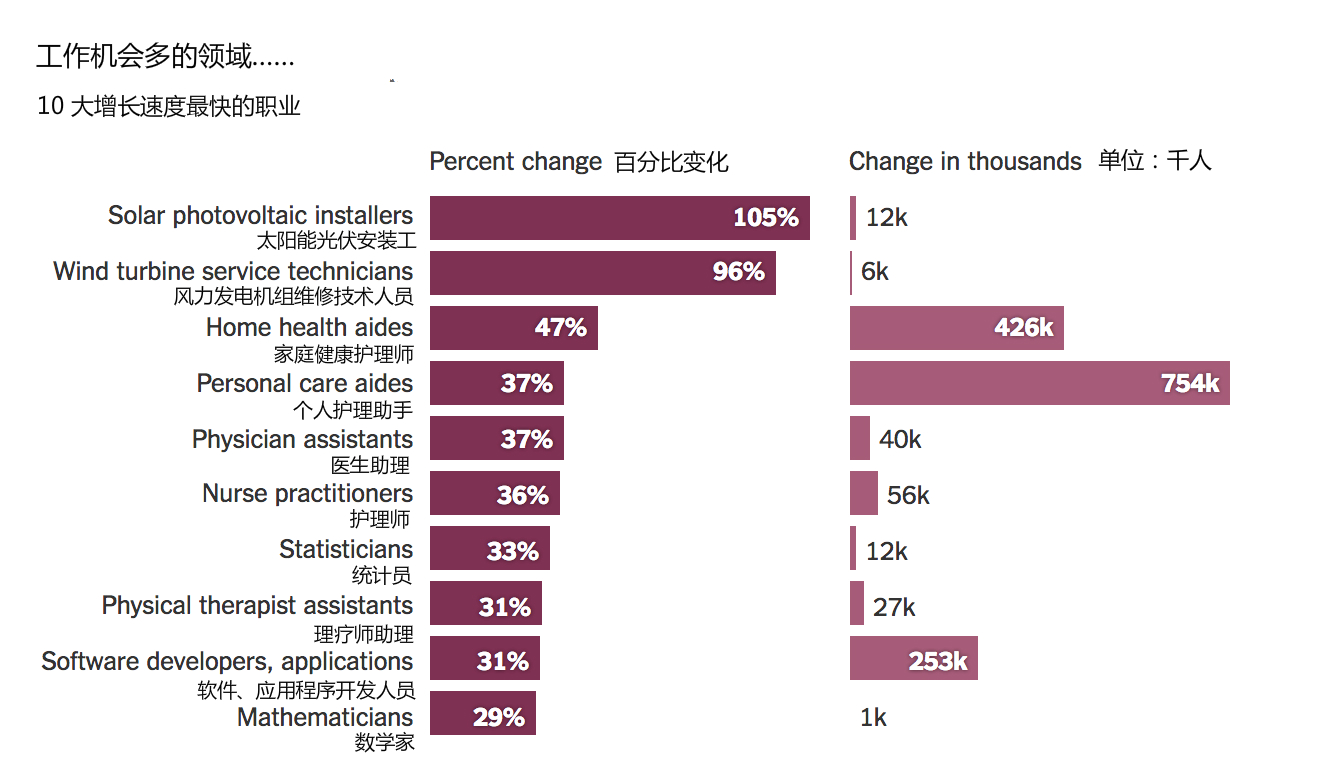 工作机会多的领域……
10 大增长速度最快的职业
Percent change 百分比变化 Change in thousands 单位：千人
Solar photovoltaic installers 105% 12k
太阳能光伏安装工
Wind turbine service technicians 96% 6k
风力发电机组维修技术人员
Home health aides 47% 426k
家庭健康护理师
Personal care aides 37% 754k
个人护理助手
Physician assistants 37% 40k
医生助理
Nurse practitioners 36% 56k
护理师
Statisticians 33% 12k
统计员
Physical therapist assistants 31% 27k
理疗师助理
Software developers, applications 31% 253k
软件、应用程序开发人员
Mathematicians 29% 1k
数学家